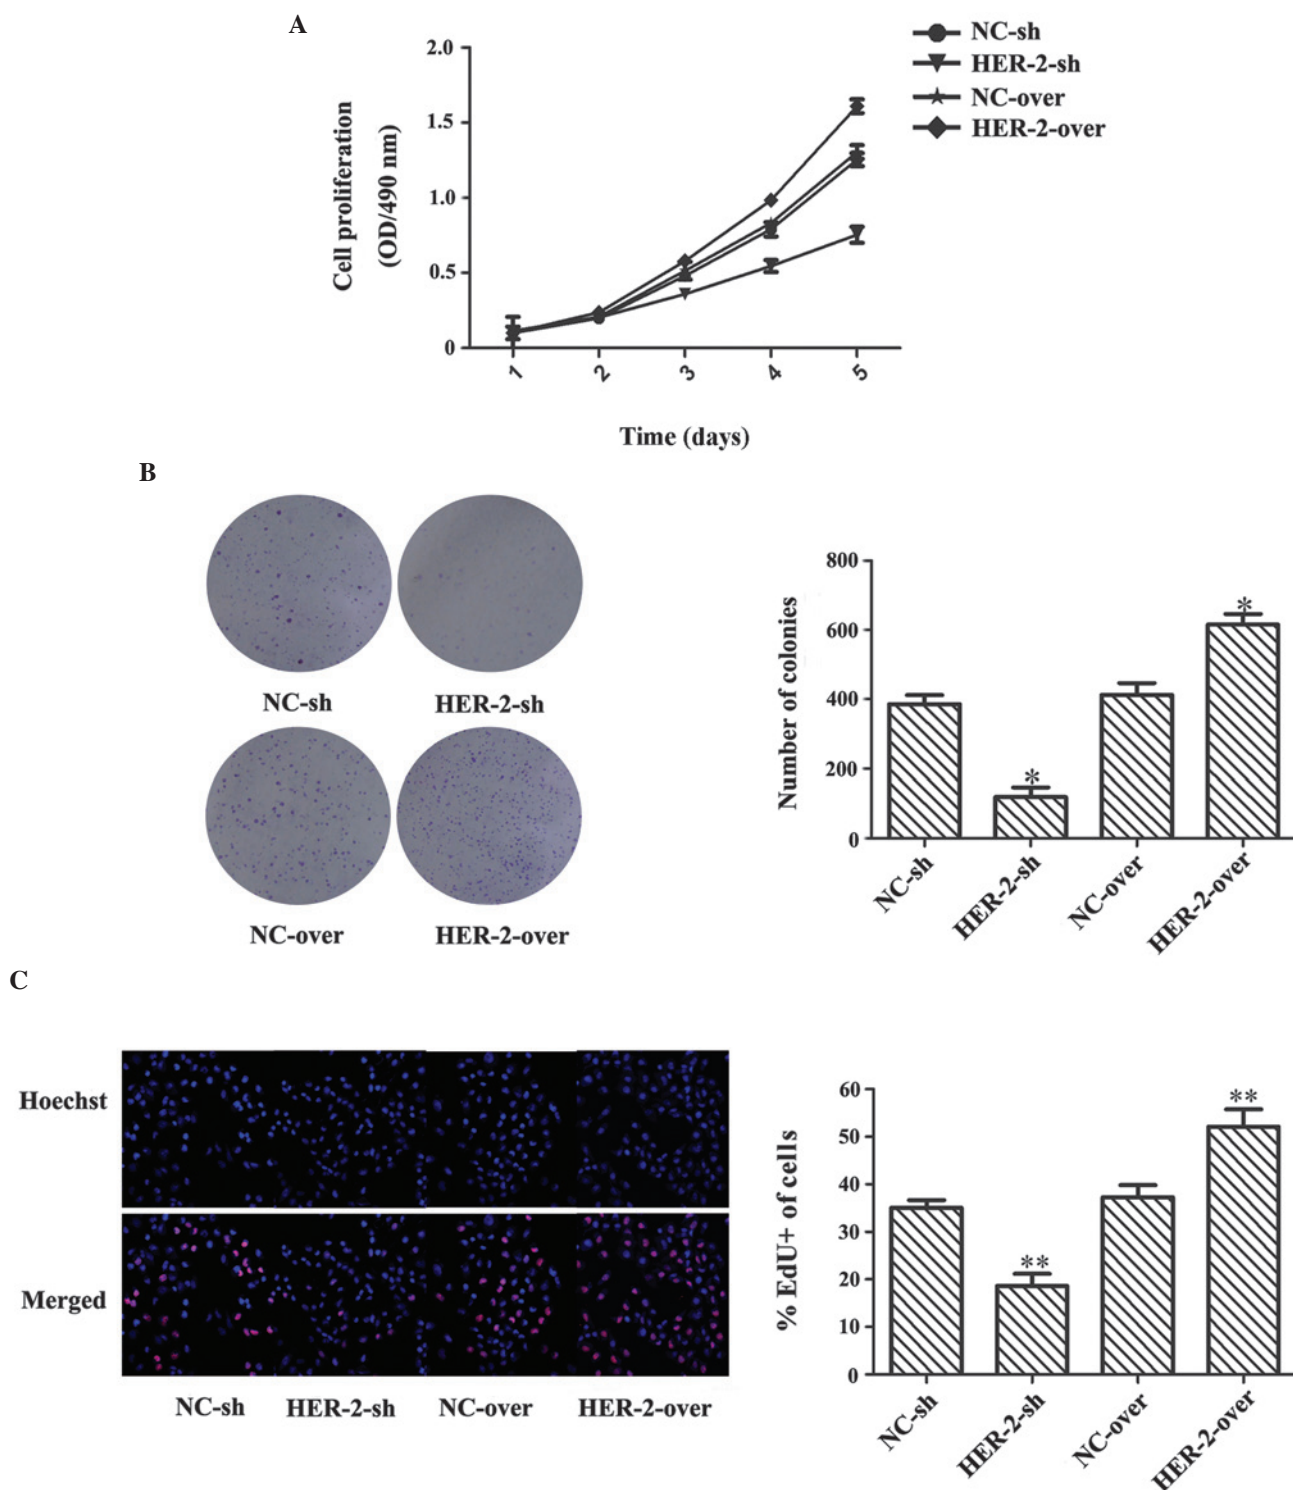 A
NC-sh
HER-2-sh
NC-over
HER-2-over
Cell proliferation
(OD/490 nm)
2.0
1.5
1.0
0.5
0
1 2 3 4 5
Time (days)
B
NC-sh HER-2-sh
NC-over HER-2-over
Number of colonies
800
600
400
200
0
*
*
NC-sh HER-2-sh NC-over HER-2-over
C
Hoechst
Merged
NC-sh HER-2-sh NC-over HER-2-over
% EdU+ of cells
60
50
40
30
20
10
0
**
**
NC-sh HER-2-sh NC-over HER-2-over